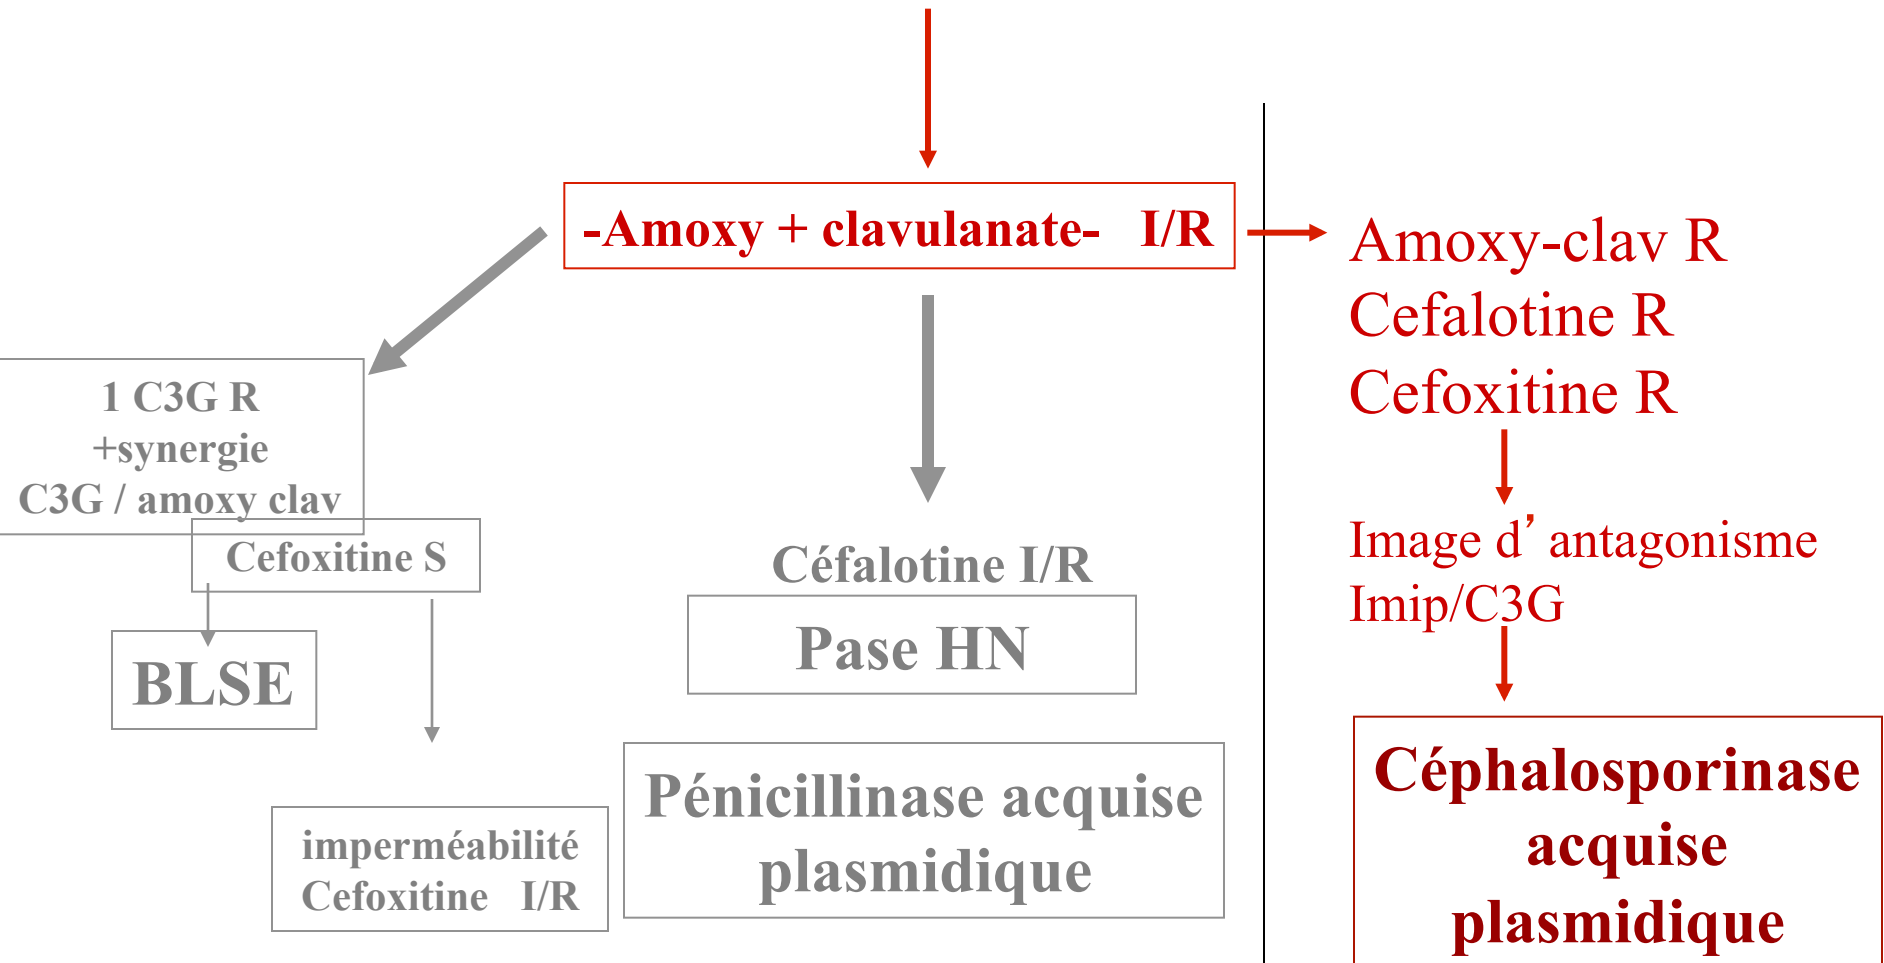 -Amoxy + clavulanate- I/R
1 C3G R
+synergie
C3G / amoxy clav
Cefoxitine S
BLSE
imperméabilité
Cefoxitine I/R
Céfalotine I/R
Pase HN
Pénicillinase acquise
plasmidique
Amoxy-clav R
Cefalotine R
Cefoxitine R
Image d’ antagonisme
Imip/C3G
Céphalosporinase
acquise
plasmidique